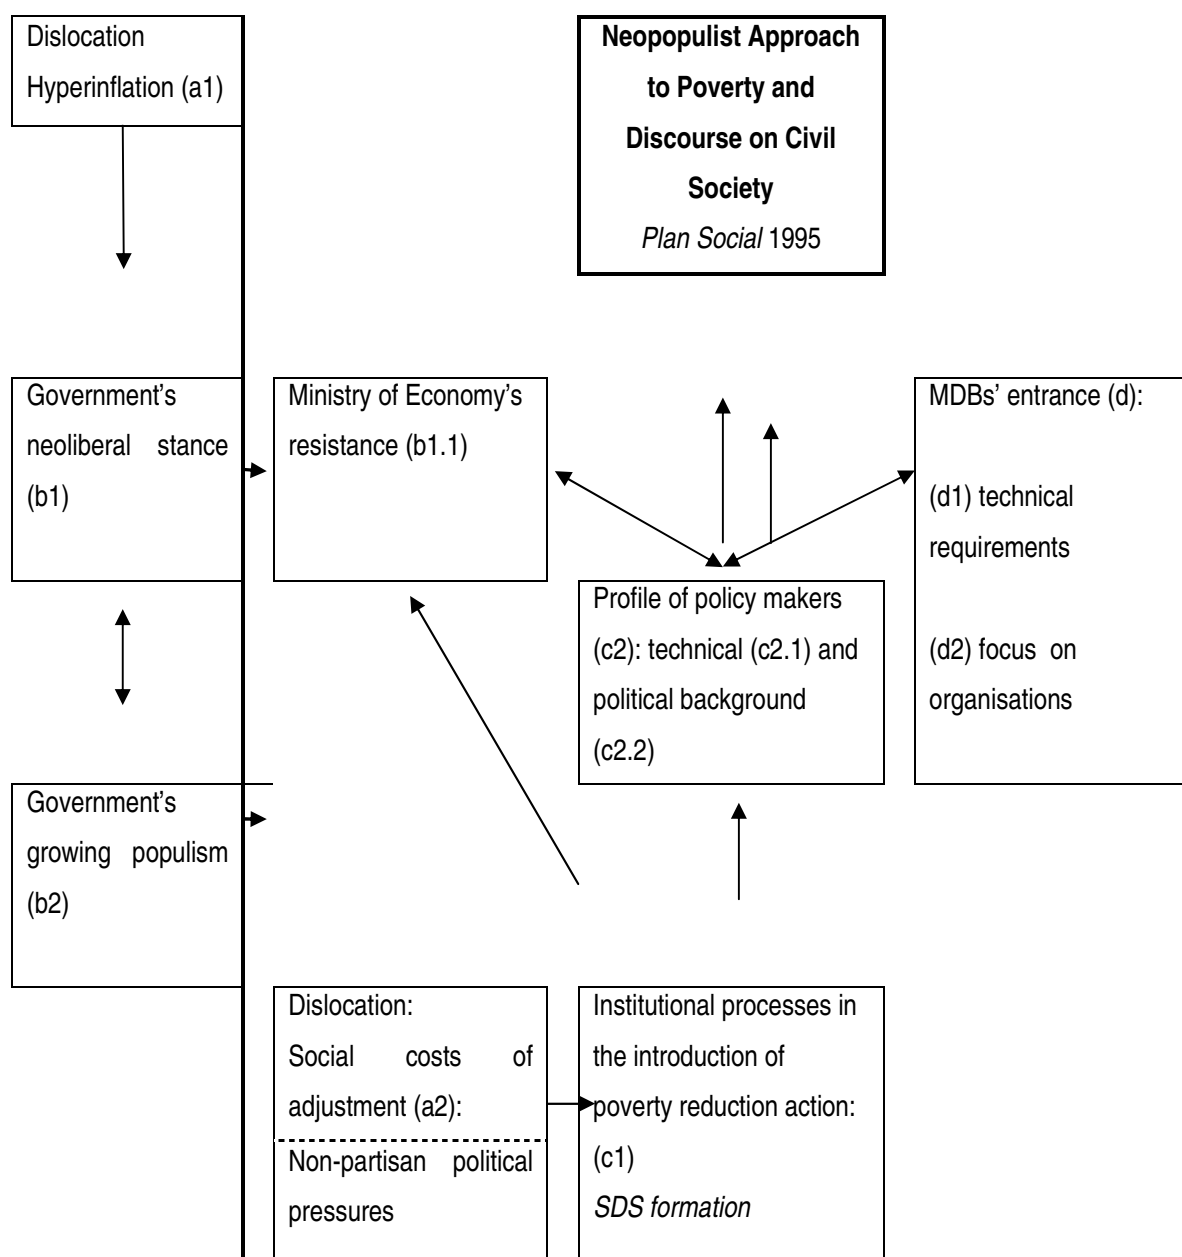 Dislocation
Hyperinflation (a1)
Neopopulist Approach
to Poverty and
Discourse on Civil
Society
Plan Social 1995
Government's
neoliberal stance
(b1)
Ministry of Economy's
resistance (b1.1)
MDBs' entrance (d):
(d1) technical
requirements
(d2) focus on
organisations
Profile of policy makers
(c2): technical (c2.1) and
political background
(c2.2)
Government's
growing populism
(b2)
Dislocation:
Social costs of
adjustment (a2):
Non-partisan political
pressures
Institutional processes in
the introduction of
poverty reduction action:
(c1)
SDS formation